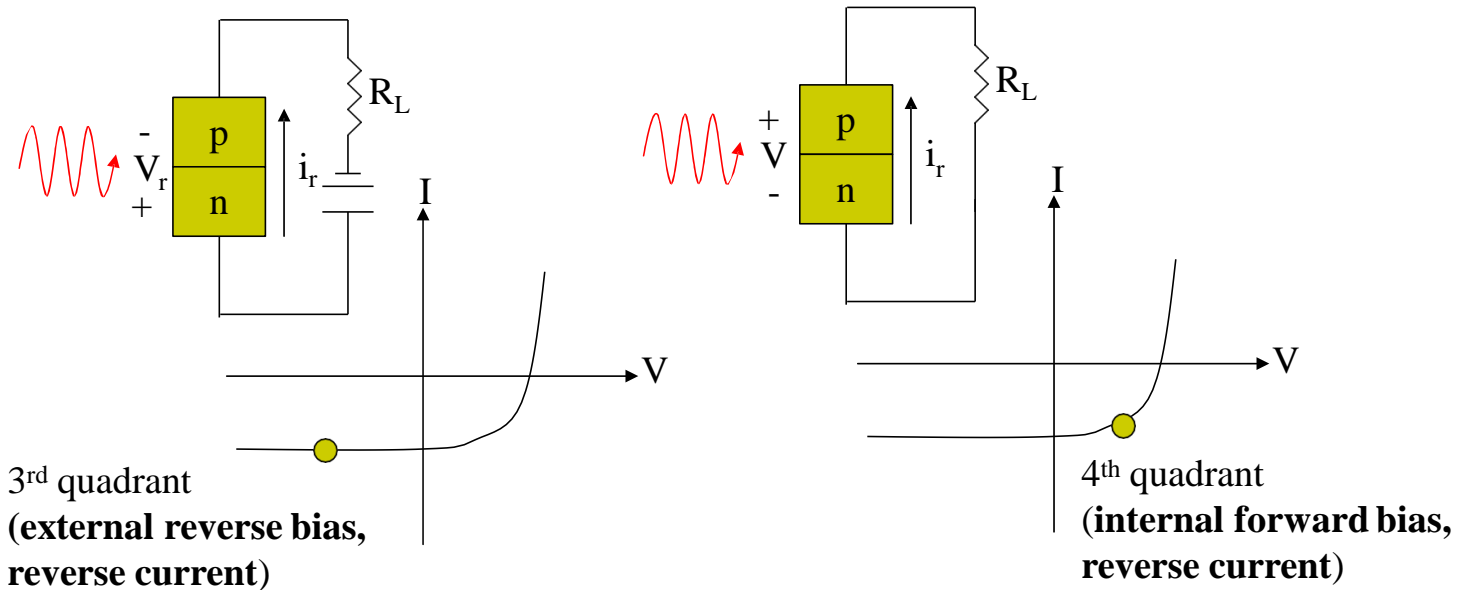 p
n
-
V_r
+
i_r
R_L
I
V
3rd quadrant
(external reverse bias,
reverse current)
p
n
+
V
-
i_r
R_L
I
V
4th quadrant
(internal forward bias,
reverse current)